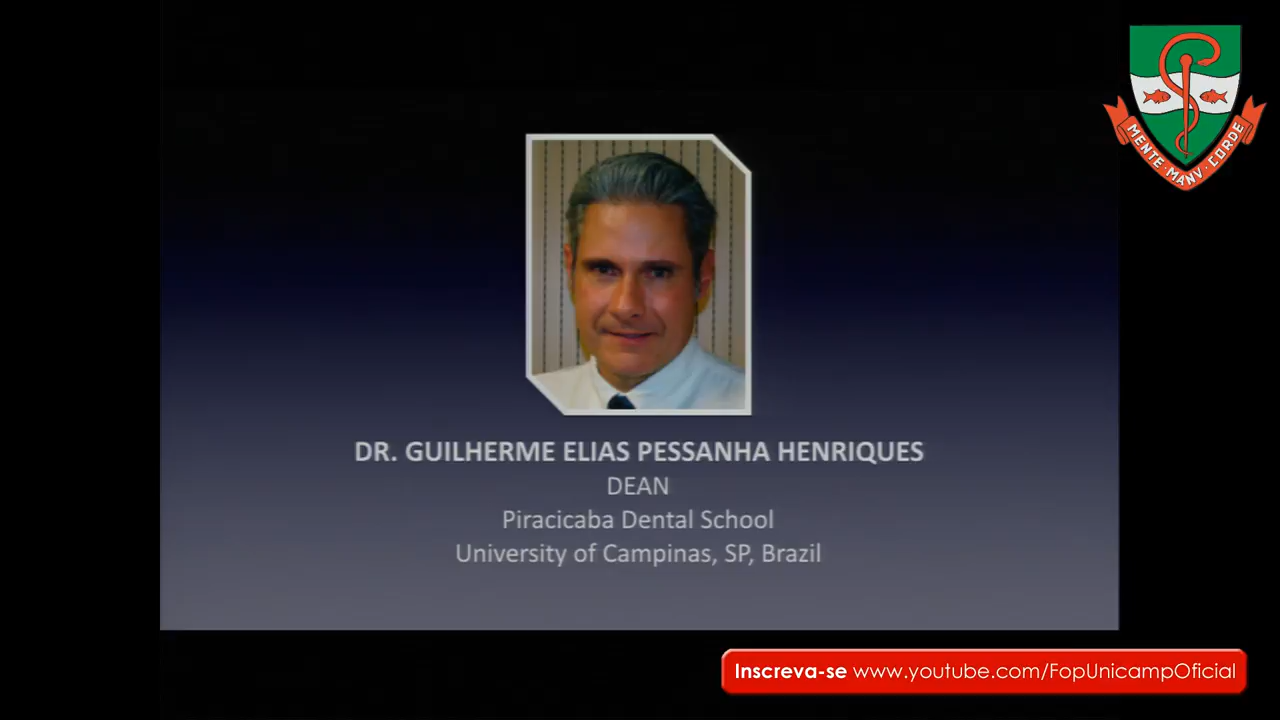 MENTE · MANV · CORDE
DR. GUILHERME ELIAS PESSANHA HENRIQUES
DEAN
Piracicaba Dental School
University of Campinas, SP, Brazil
Inscreva-se www.youtube.com/FopUnicampOficial